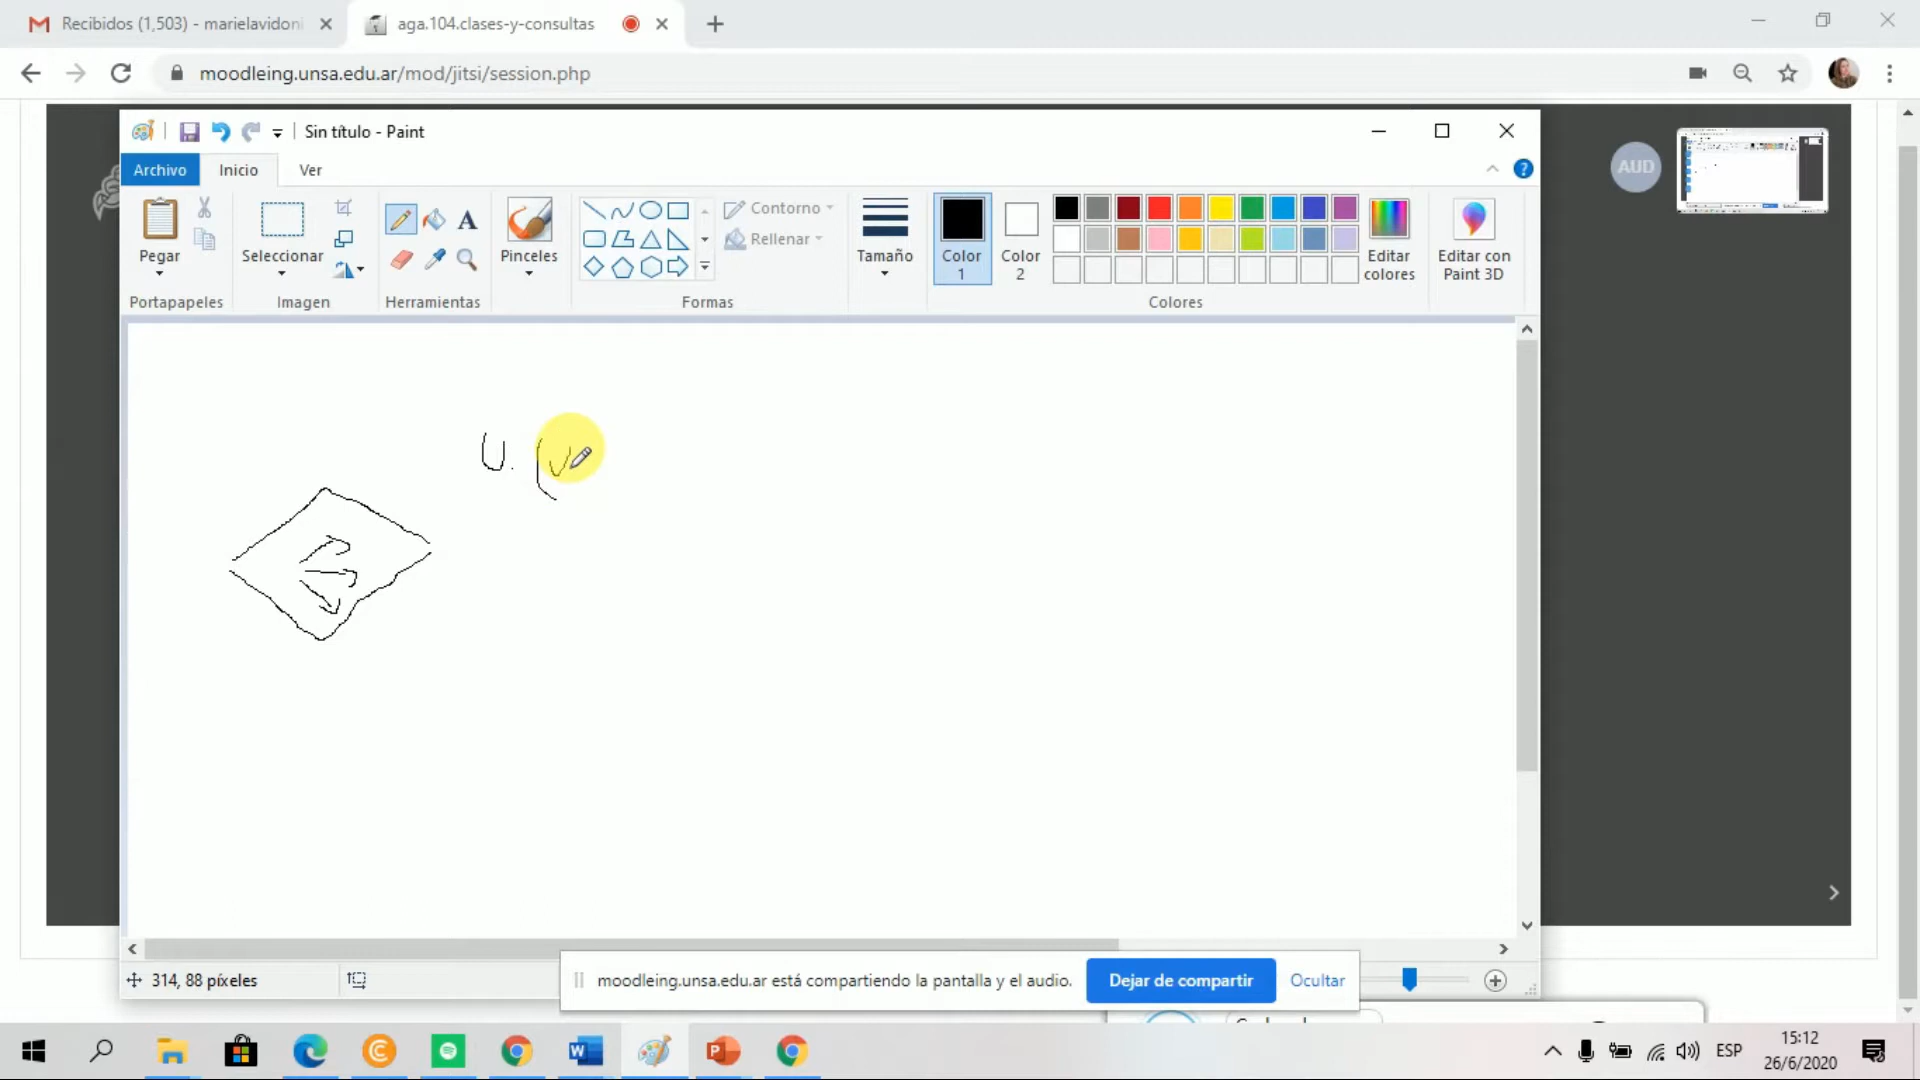 Recibidos (1,503) - marielavidoni
aga.104.clases-y-consultas
moodleing.unsa.edu.ar/mod/jitsi/session.php
Sin título - Paint
AUD
Archivo Inicio Ver
Contorno
Rellenar
Pegar Seleccionar Pinceles Tamaño Color 1 Color 2 Editar colores Editar con Paint 3D
Portapapeles Imagen Herramientas Formas Colores
U. (v
314, 88 píxeles
moodleing.unsa.edu.ar está compartiendo la pantalla y el audio. Dejar de compartir Ocultar
ESP
15:12
26/6/2020